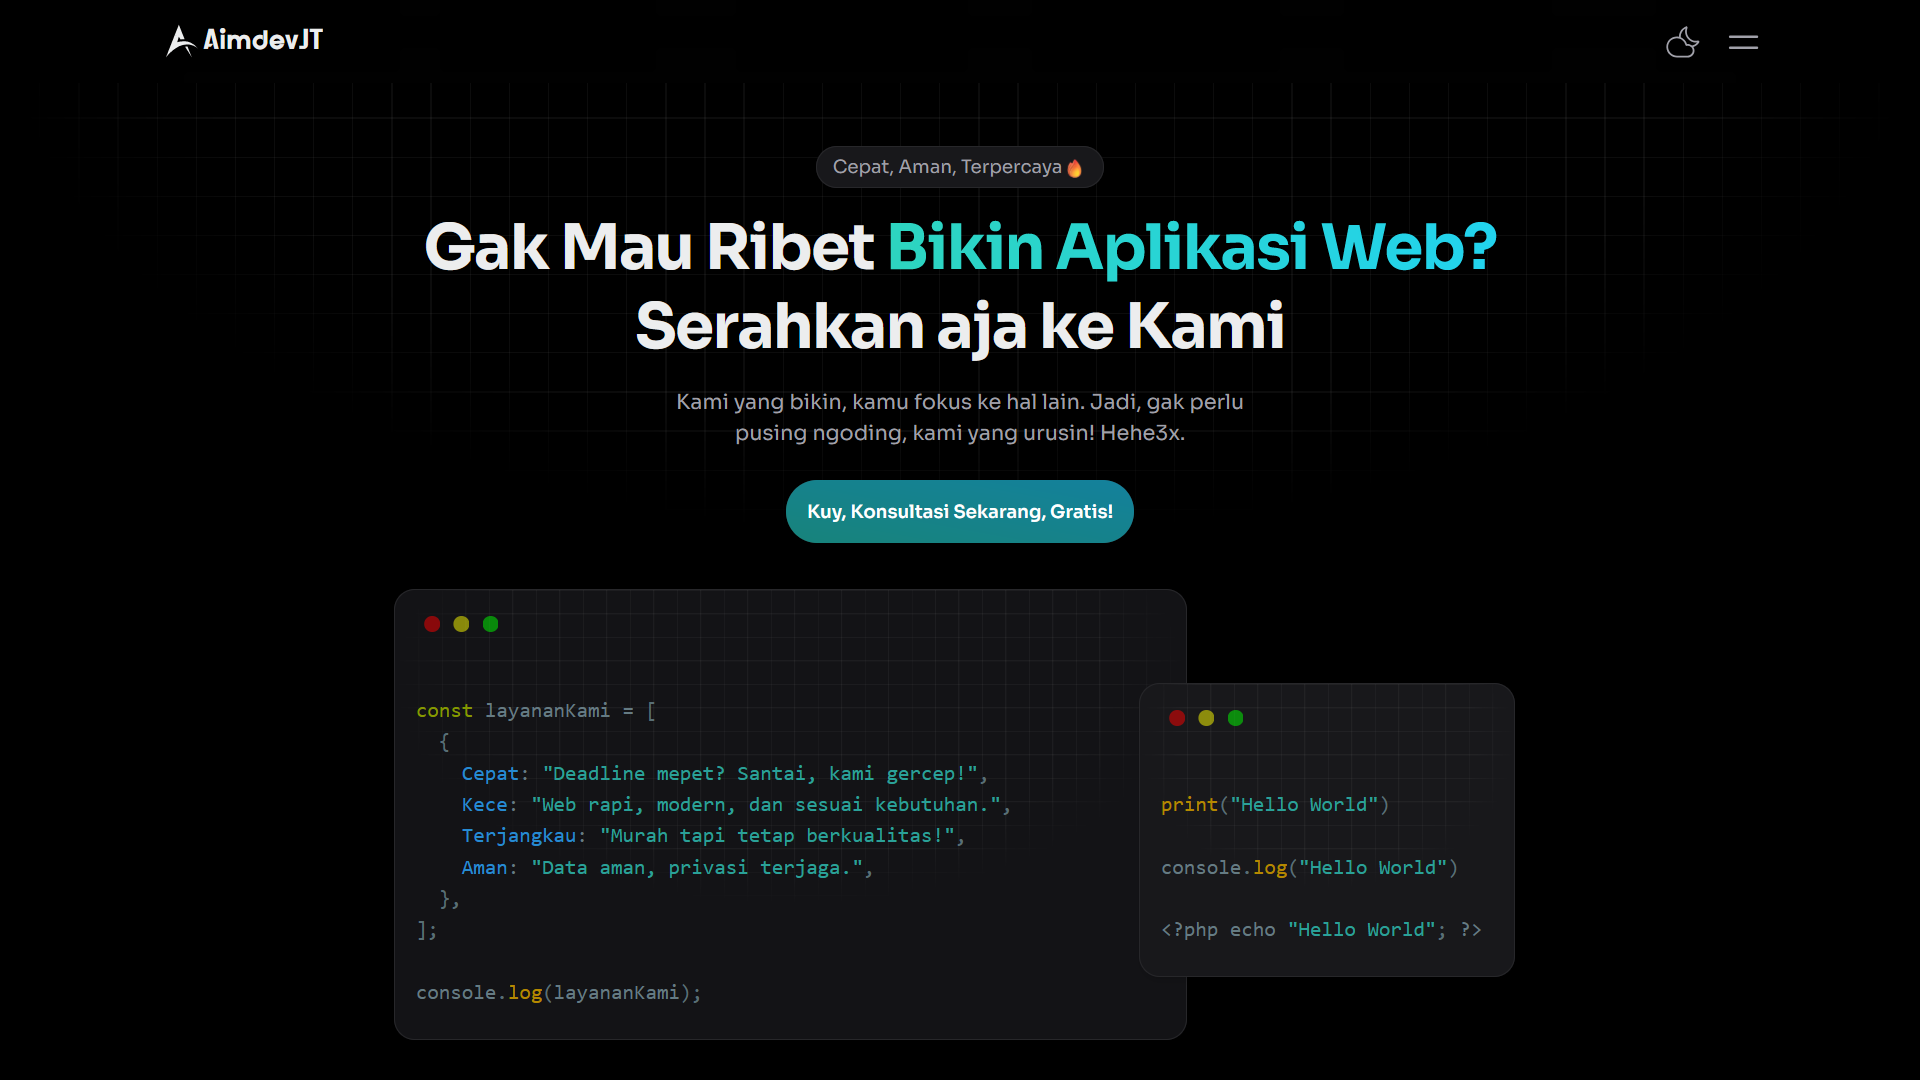 AimdevJT
Cepat, Aman, Terpercaya🔥
Gak Mau Ribet Bikin Aplikasi Web?
Serahkan aja ke Kami
Kami yang bikin, kamu fokus ke hal lain. Jadi, gak perlu
pusing ngoding, kami yang urusin! Hehe3x.
Kuy, Konsultasi Sekarang, Gratis!
const layananKami = [
  {
    Cepat: "Deadline mepet? Santai, kami gercep!",
    Kece: "Web rapi, modern, dan sesuai kebutuhan.",
    Terjangkau: "Murah tapi tetap berkualitas!",
    Aman: "Data aman, privasi terjaga.",
  },
];
console.log(layananKami);
print("Hello World")
console.log("Hello World")
<?php echo "Hello World"; ?>